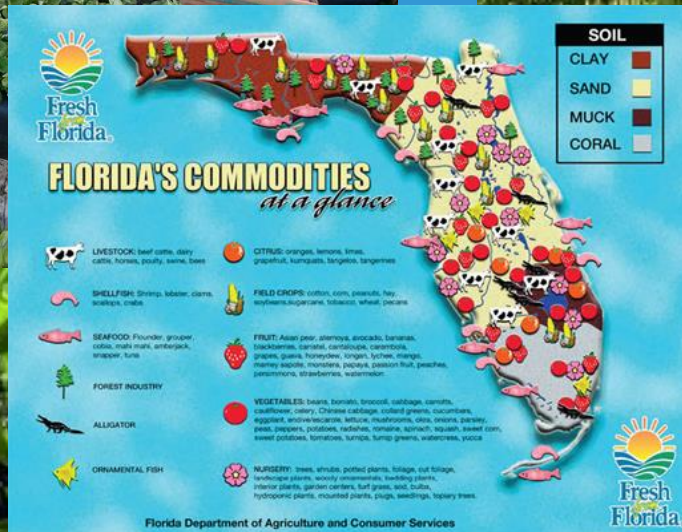 Fresh
from
Florida
FLORIDA'S COMMODITIES
at a glance
SOIL
CLAY
SAND
MUCK
CORAL
LIVESTOCK: beef cattle, dairy
cattle, horses, poultry, swine, bees
SHELLFISH: Shrimp, lobster, clams,
scallops, crabs
SEAFOOD: Flounder, grouper,
cobia, mahi mahi, amberjack,
snapper, tuna
FOREST INDUSTRY
ALLIGATOR
ORNAMENTAL FISH
CITRUS: oranges, lemons, limes,
grapefruit, kumquats, tangelos, tangerines
FIELD CROPS: cotton, corn, peanuts, hay,
soybeans, sugarcane, tobacco, wheat, pecans
FRUIT: Asian pear, atemoya, avocado, bananas,
blackberries, canistel, cantaloupe, carambola,
grapes, guava, honeydew, longan, lychee, mango,
mamey sapote, monstera, papaya, passion fruit, peaches,
persimmons, strawberries, watermelon
VEGETABLES: beans, boniato, broccoli, cabbage, carrots,
cauliflower, celery, Chinese cabbage, collard greens, cucumbers,
eggplant, endive/escarole, lettuce, mushrooms, okra, onions, parsley,
peas, peppers, potatoes, radishes, romaine, spinach, squash, sweet corn,
sweet potatoes, tomatoes, turnips, turnip greens, watercress, yucca
NURSERY: trees, shrubs, potted plants, foliage, cut foliage,
landscape plants, woody ornamentals, bedding plants,
interior plants, garden centers, turf grass, sod, bulbs,
hydroponic plants, mounted plants, plugs, seedlings, topiary trees
Florida Department of Agriculture and Consumer Services
Fresh
from
Florida